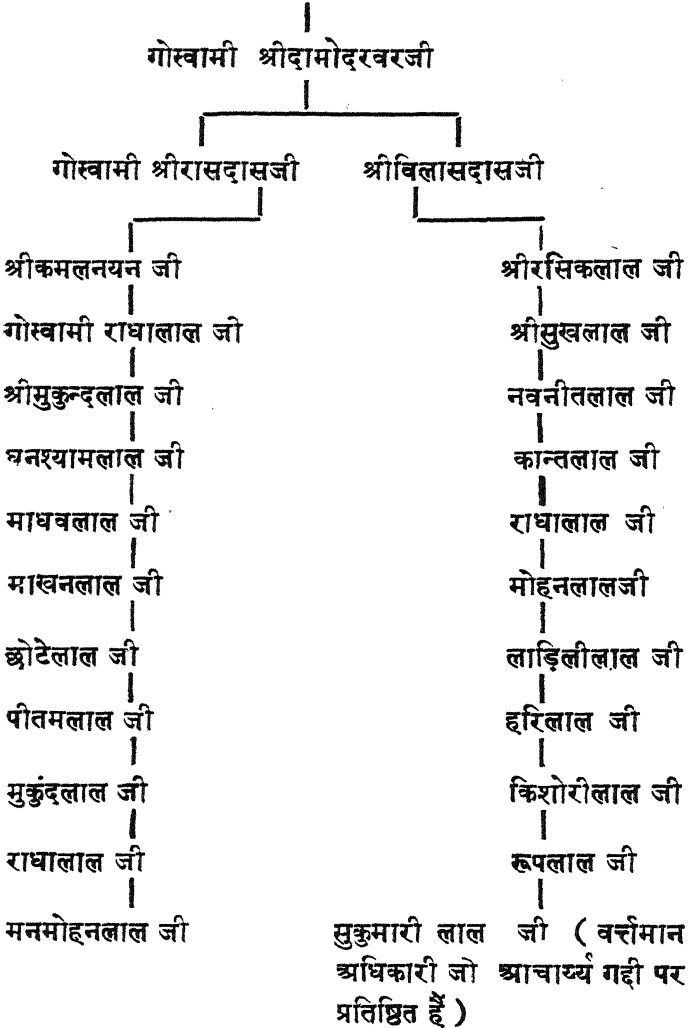 गोस्वामी श्रीदामोदरवरजी
गोस्वामी श्रीरासदासजी श्रीविलासदासजी
श्रीकमलनयन जी श्रीरसिकलाल जी
गोस्वामी राधालाल जी श्रीसुखलाल जी
श्रीमुकुन्दलाल जी नवनीतलाल जी
घनश्यामलाल जी कान्तलाल जी
माधवलाल जी राधालाल जी
माखनलाल जी मोहनलालजी
छोटेलाल जी लाड़िलीलाल जी
पीतमलाल जी हरिलाल जी
मुकुंदलाल जी किशोरीलाल जी
राधालाल जी रूपलाल जी
मनमोहनलाल जी सुकुमारी लाल जी ( वर्त्तमान
अधिकारी जो आचार्य्य गद्दी पर
प्रतिष्ठित हैं )